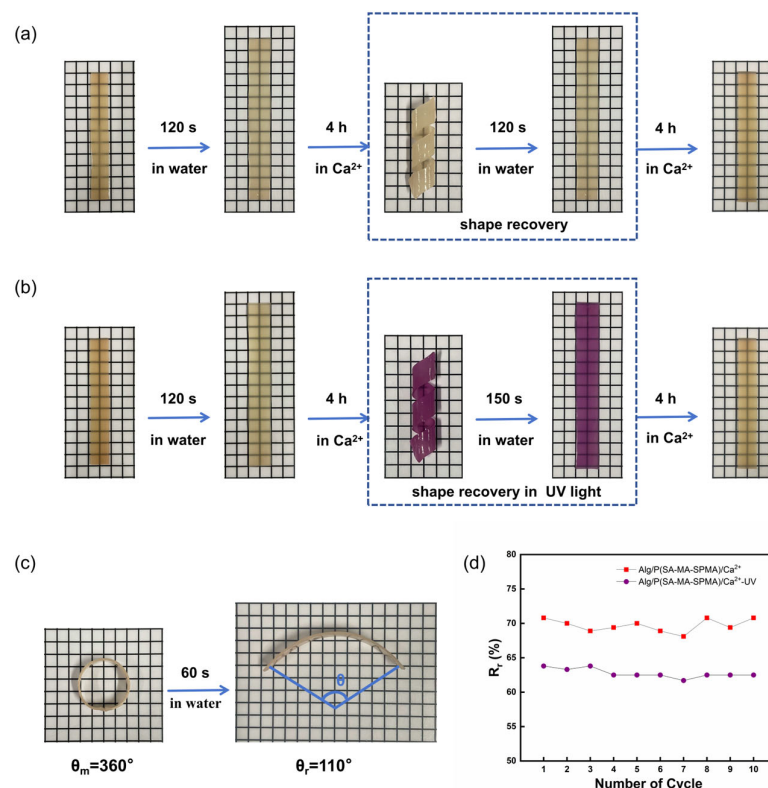 (a)
120 s
in water
4 h
in Ca²⁺
120 s
in water
4 h
in Ca²⁺
shape recovery
(b)
120 s
in water
4 h
in Ca²⁺
150 s
in water
4 h
in Ca²⁺
shape recovery in UV light
(c)
60 s
in water
θ
θm=360°
θr=110°
(d)
80
75
70
65
60
55
50
Rr (%)
Alg/P(SA-MA-SPMA)/Ca²⁺
Alg/P(SA-MA-SPMA)/Ca²⁺-UV
1 2 3 4 5 6 7 8 9 10
Number of Cycle